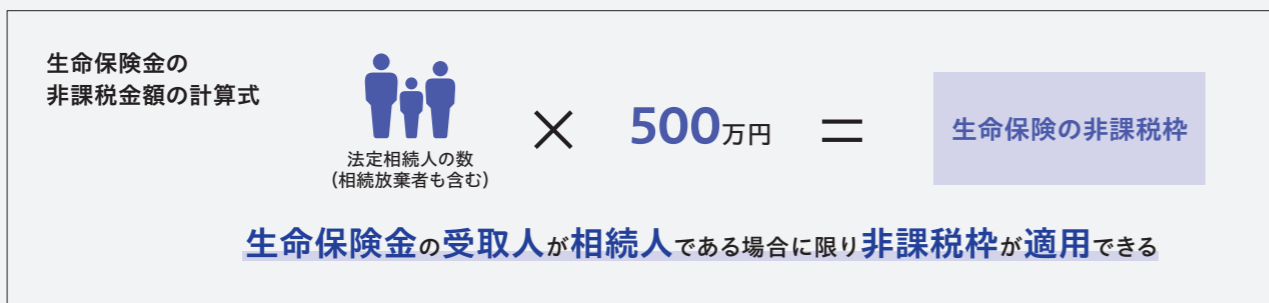 生命保険金の
非課税金額の計算式
法定相続人の数
(相続放棄者も含む)
× 500万円 = 生命保険の非課税枠
生命保険金の受取人が相続人である場合に限り非課税枠が適用できる